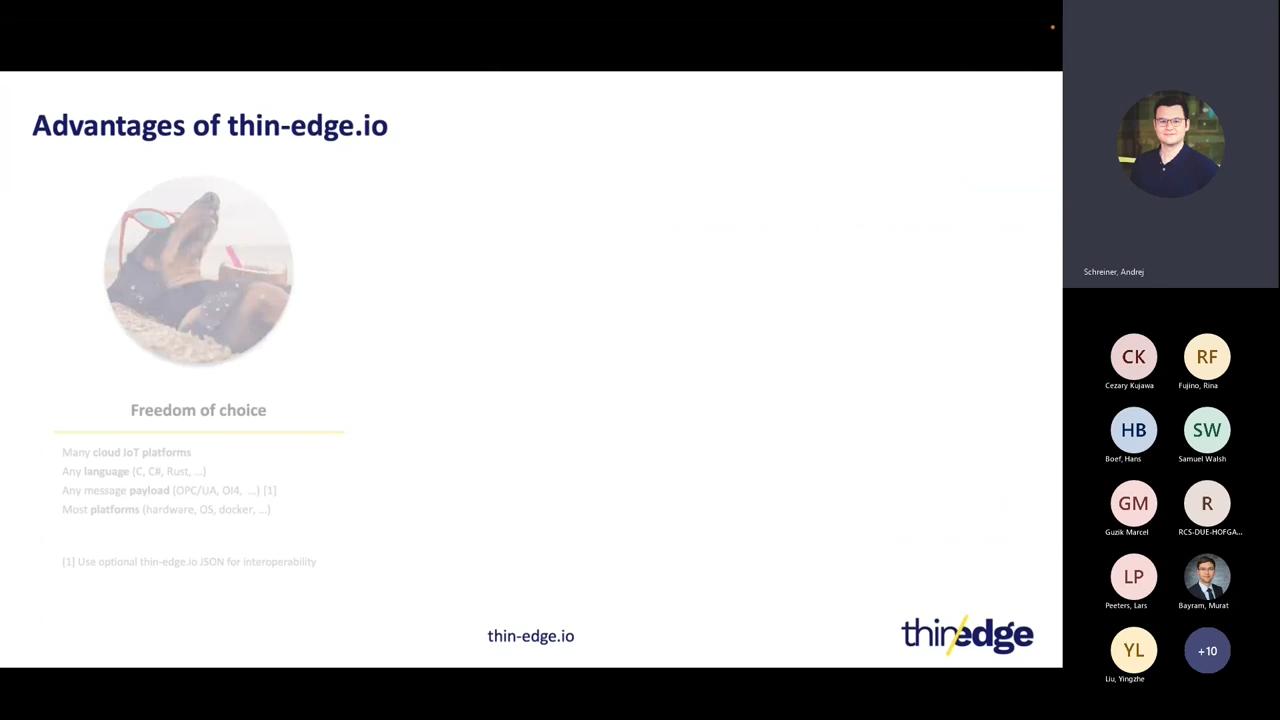 Advantages of thin-edge.io
Freedom of choice
Many cloud IoT platforms
Any language (C, C#, Rust, ...)
Any message payload (OPC/UA, OI4, ...) [1]
Most platforms (hardware, OS, docker, ...)
[1] Use optional thin-edge.io JSON for interoperability
thin-edge.io
thin/edge
Schreiner, Andrej
CK
RF
Cezary Kujawa
Fujino, Rina
HB
SW
Boef, Hans
Samuel Walsh
GM
R
Guzik Marcel
RCS-DUE-HOFGA...
LP
Peeters, Lars
Bayram, Murat
YL
+10
Liu, Yingzhe